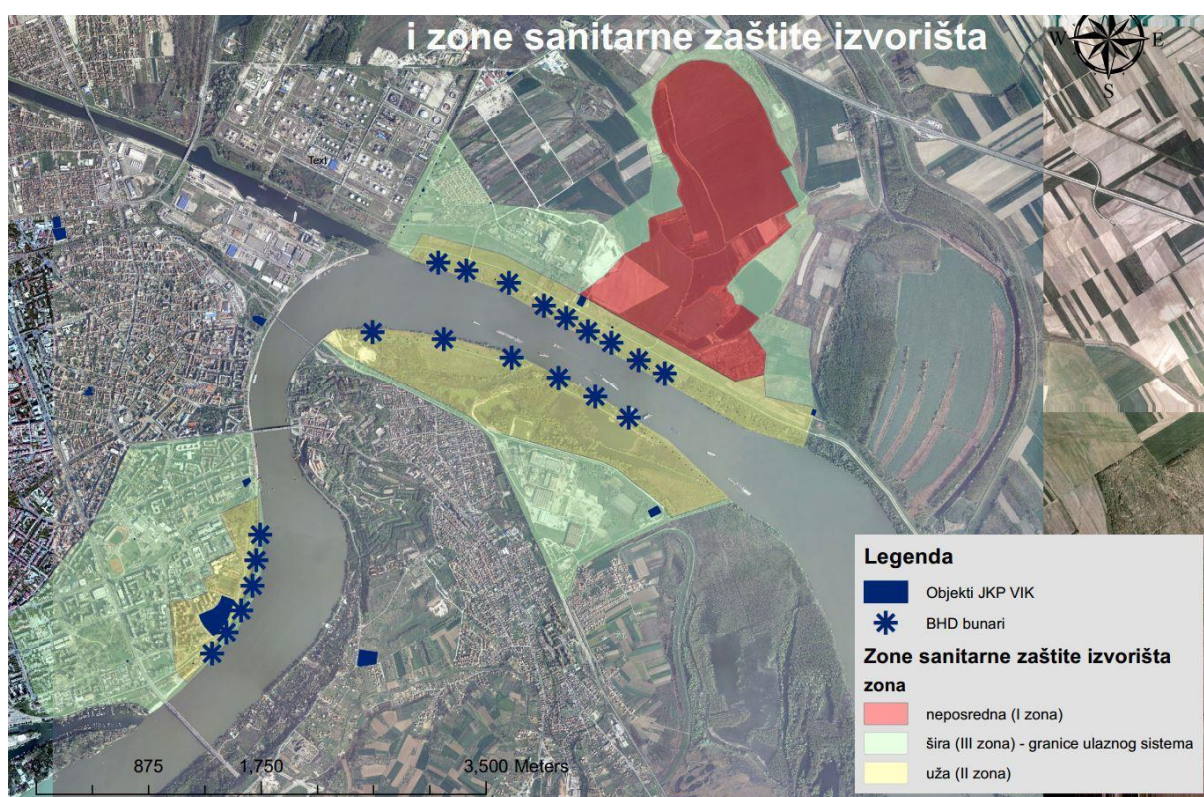 i zone sanitarne zaštite izvorišta
W
E
S
Text
Legenda
Objekti JKP VIK
BHD bunari
Zone sanitarne zaštite izvorišta
zona
neposredna (I zona)
šira (III zona) - granice ulaznog sistema
uža (II zona)
0 875 1,750 3,500 Meters